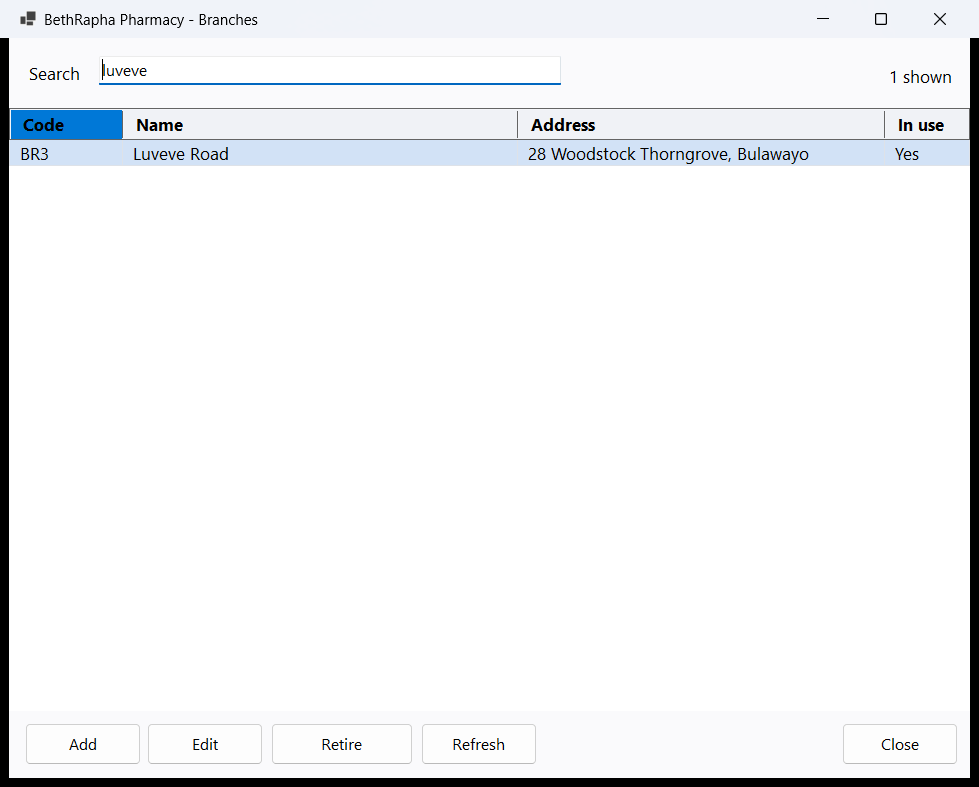 BethRapha Pharmacy - Branches
Search luveve 1 shown
Code Name Address In use
BR3 Luveve Road 28 Woodstock Thorngrove, Bulawayo Yes
Add Edit Retire Refresh Close